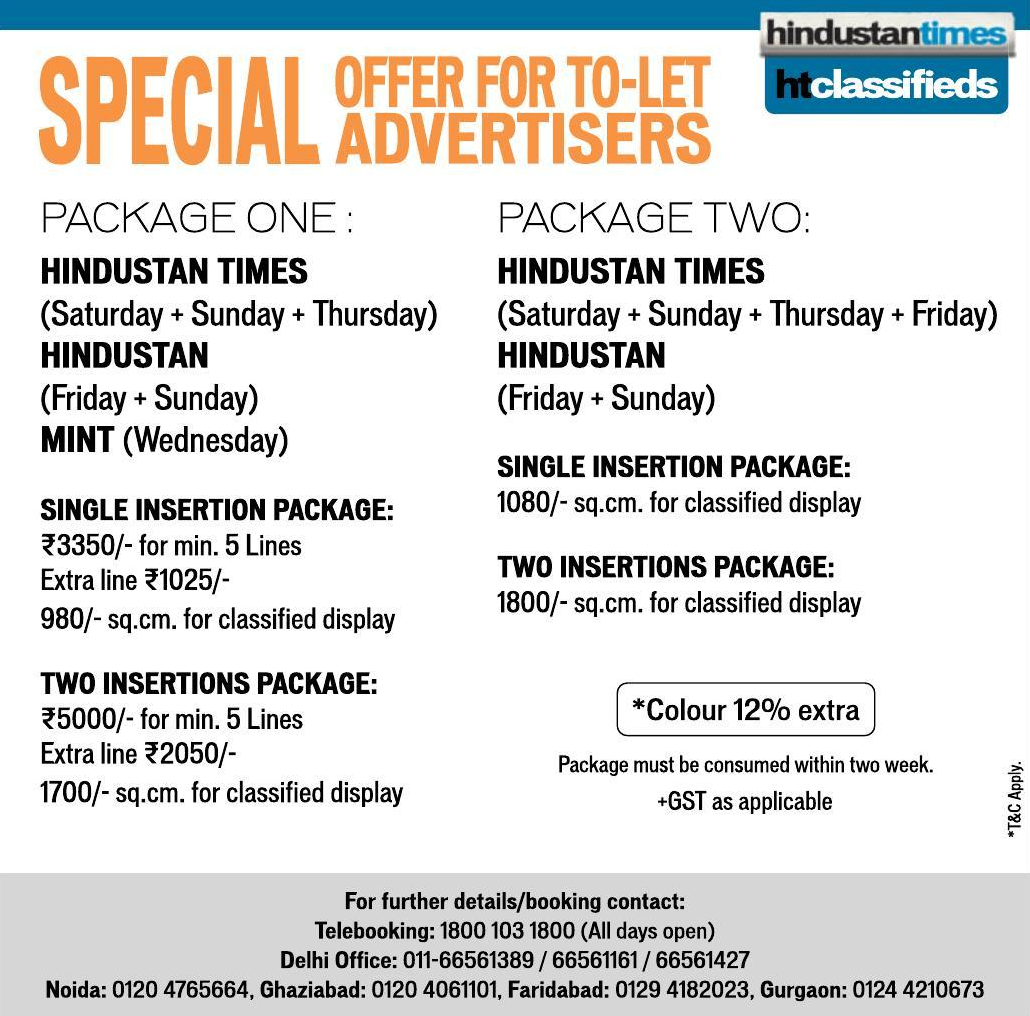 hindustantimes
htclassifieds
SPECIAL OFFER FOR TO-LET
ADVERTISERS
PACKAGE ONE :
HINDUSTAN TIMES
(Saturday + Sunday + Thursday)
HINDUSTAN
(Friday + Sunday)
MINT (Wednesday)
SINGLE INSERTION PACKAGE:
₹3350/- for min. 5 Lines
Extra line ₹1025/-
980/- sq.cm. for classified display
TWO INSERTIONS PACKAGE:
₹5000/- for min. 5 Lines
Extra line ₹2050/-
1700/- sq.cm. for classified display
PACKAGE TWO:
HINDUSTAN TIMES
(Saturday + Sunday + Thursday + Friday)
HINDUSTAN
(Friday + Sunday)
SINGLE INSERTION PACKAGE:
1080/- sq.cm. for classified display
TWO INSERTIONS PACKAGE:
1800/- sq.cm. for classified display
*Colour 12% extra
Package must be consumed within two week.
+GST as applicable
*T&C Apply.
For further details/booking contact:
Telebooking: 1800 103 1800 (All days open)
Delhi Office: 011-66561389 / 66561161 / 66561427
Noida: 0120 4765664, Ghaziabad: 0120 4061101, Faridabad: 0129 4182023, Gurgaon: 0124 4210673